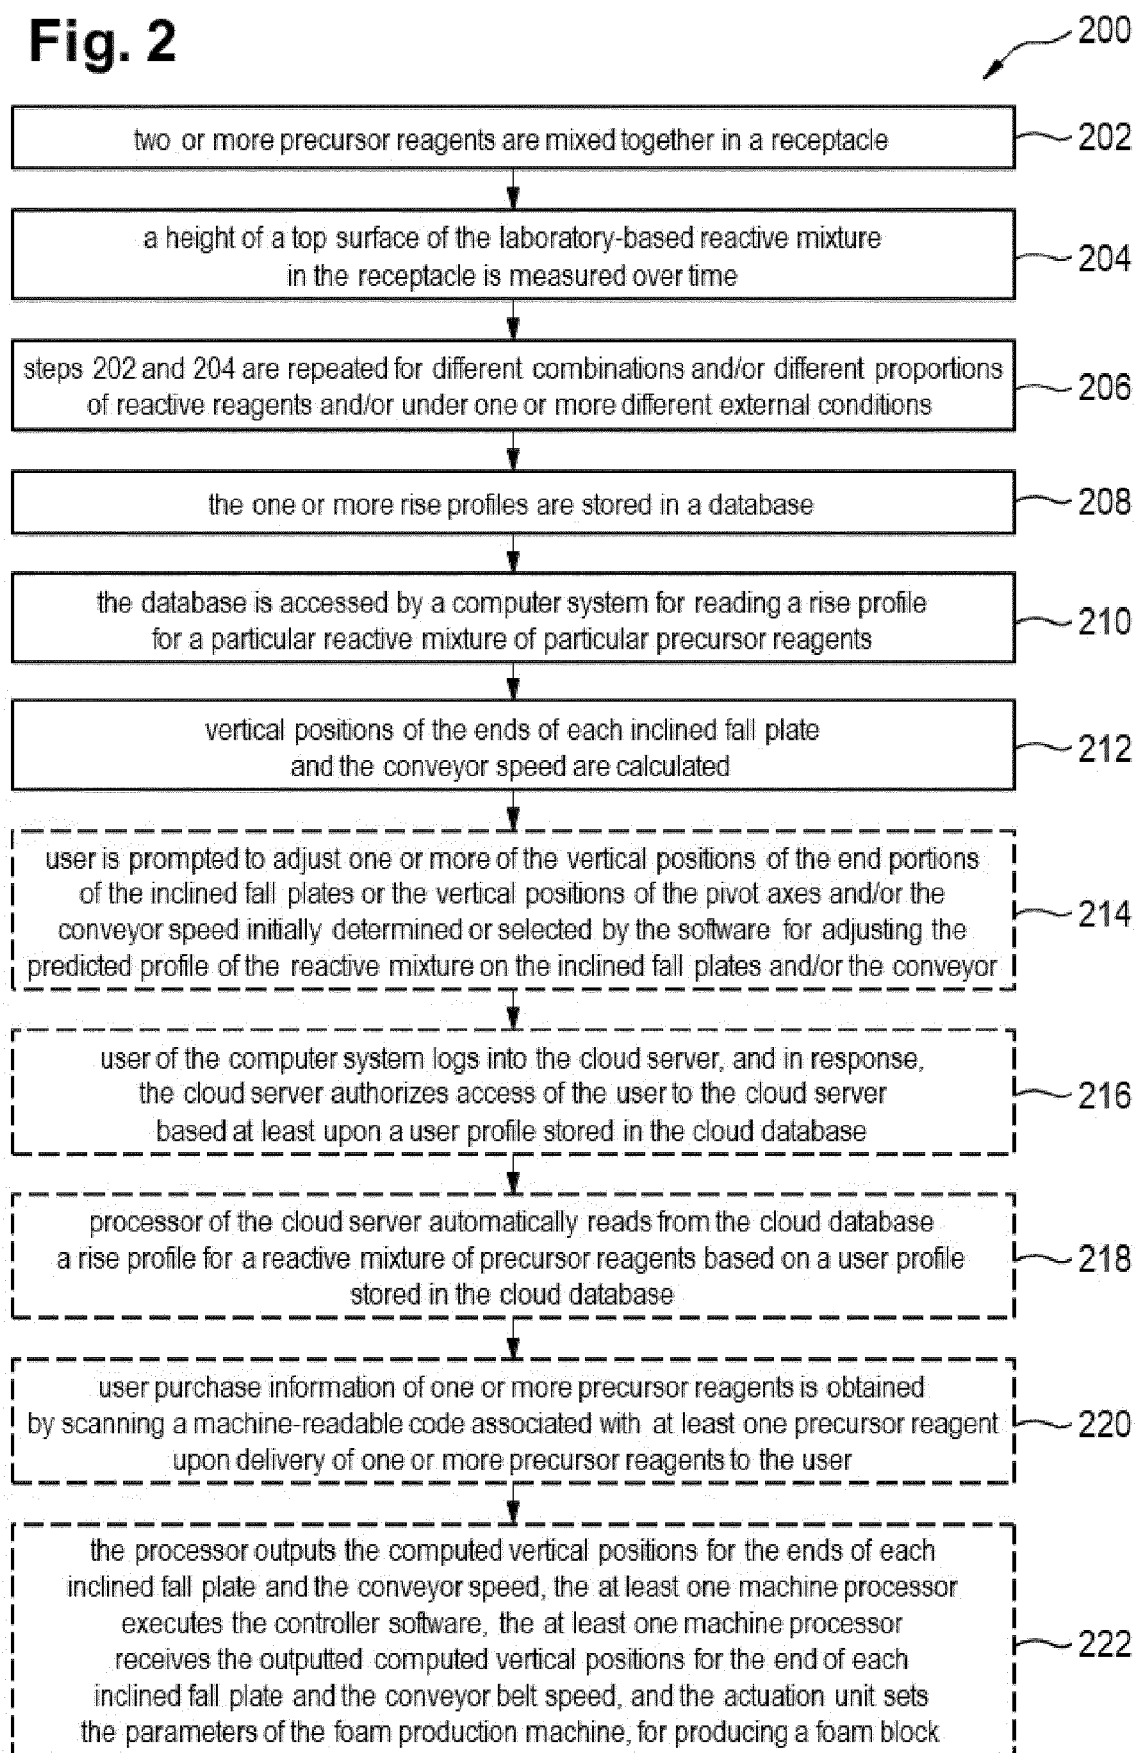 Fig. 2
200
two or more precursor reagents are mixed together in a receptacle
202
a height of a top surface of the laboratory-based reactive mixture
in the receptacle is measured over time
204
steps 202 and 204 are repeated for different combinations and/or different proportions
of reactive reagents and/or under one or more different external conditions
206
the one or more rise profiles are stored in a database
208
the database is accessed by a computer system for reading a rise profile
for a particular reactive mixture of particular precursor reagents
210
vertical positions of the ends of each inclined fall plate
and the conveyor speed are calculated
212
user is prompted to adjust one or more of the vertical positions of the end portions
of the inclined fall plates or the vertical positions of the pivot axes and/or the
conveyor speed initially determined or selected by the software for adjusting the
predicted profile of the reactive mixture on the inclined fall plates and/or the conveyor
214
user of the computer system logs into the cloud server, and in response,
the cloud server authorizes access of the user to the cloud server
based at least upon a user profile stored in the cloud database
216
processor of the cloud server automatically reads from the cloud database
a rise profile for a reactive mixture of precursor reagents based on a user profile
stored in the cloud database
218
user purchase information of one or more precursor reagents is obtained
by scanning a machine-readable code associated with at least one precursor reagent
upon delivery of one or more precursor reagents to the user
220
the processor outputs the computed vertical positions for the ends of each
inclined fall plate and the conveyor speed, the at least one machine processor
executes the controller software, the at least one machine processor
receives the outputted computed vertical positions for the end of each
inclined fall plate and the conveyor belt speed, and the actuation unit sets
the parameters of the foam production machine, for producing a foam block
222